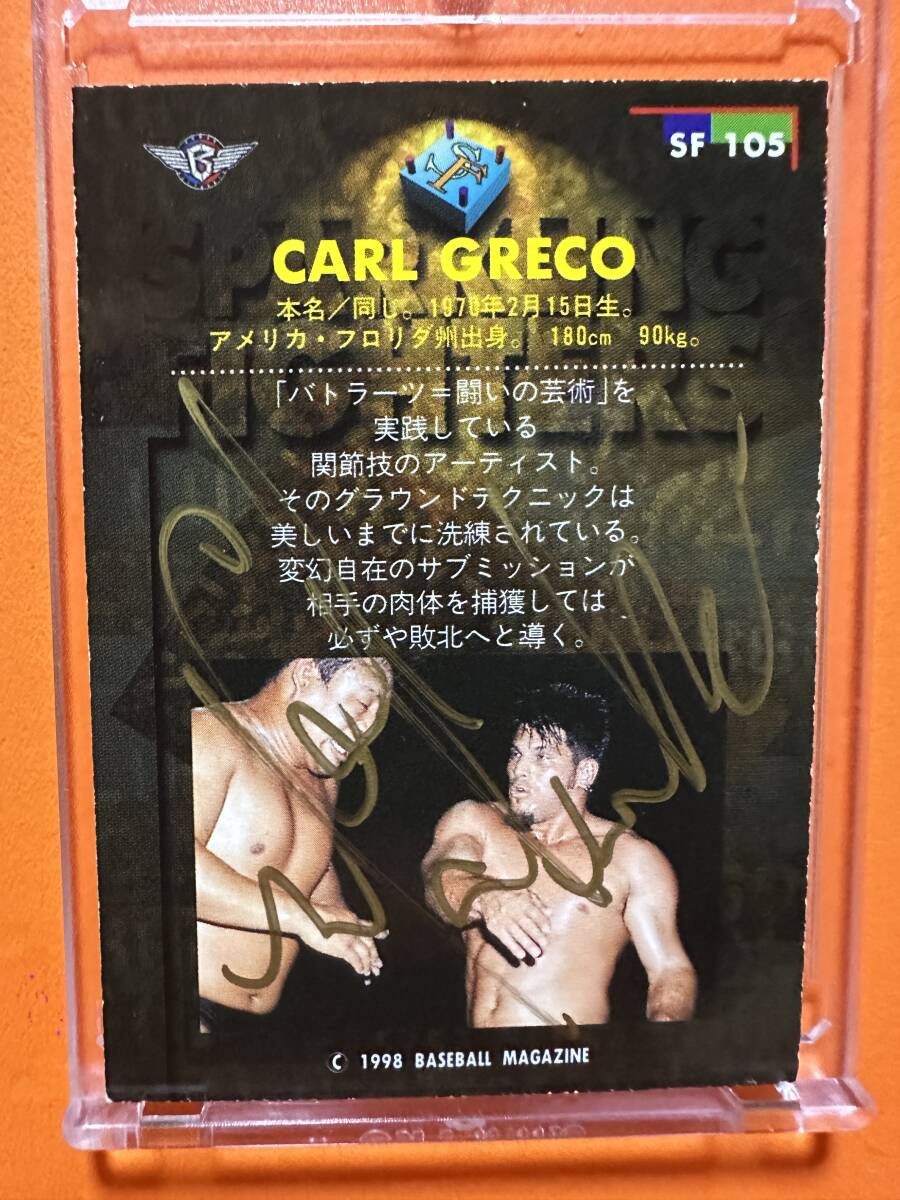 SF 105
B
SF
SPARKLING
FIGHTERS
CARL GRECO
本名/同じ。1970年2月15日生。
アメリカ・フロリダ州出身。 180cm 90kg。
「バトラーツ=闘いの芸術」を
実践している
関節技のアーティスト。
そのグラウンドテクニックは
美しいまでに洗練されている。
変幻自在のサブミッションが
相手の肉体を捕獲しては
必ずや敗北へと導く。
© 1998 BASEBALL MAGAZINE